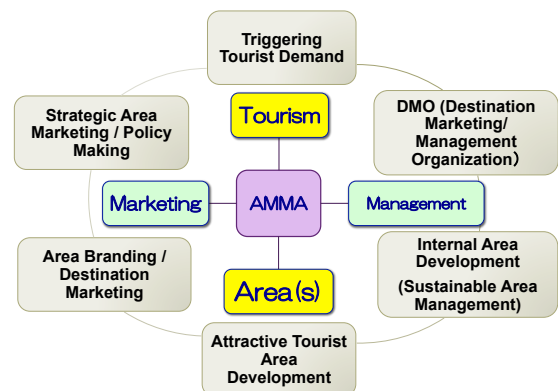 Triggering
Tourist Demand
Strategic Area
Marketing / Policy
Making
Tourism
DMO (Destination
Marketing/
Management
Organization）
Marketing
AMMA
Management
Area Branding /
Destination
Marketing
Area(s)
Internal Area
Development
(Sustainable Area
Management)
Attractive Tourist
Area
Development